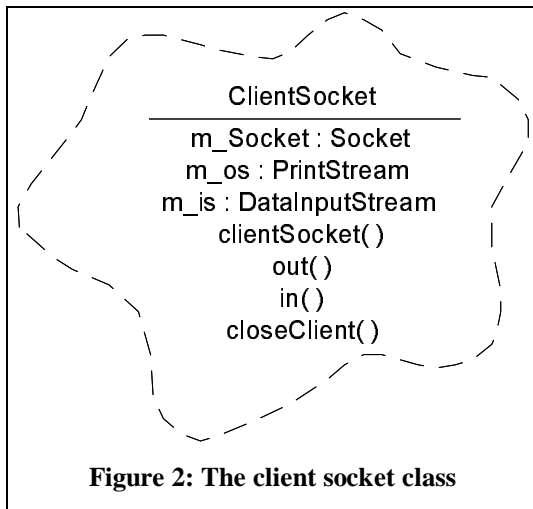 ClientSocket
m_Socket : Socket
m_os : PrintStream
m_is : DataInputStream
clientSocket( )
out( )
in( )
closeClient( )
Figure 2: The client socket class